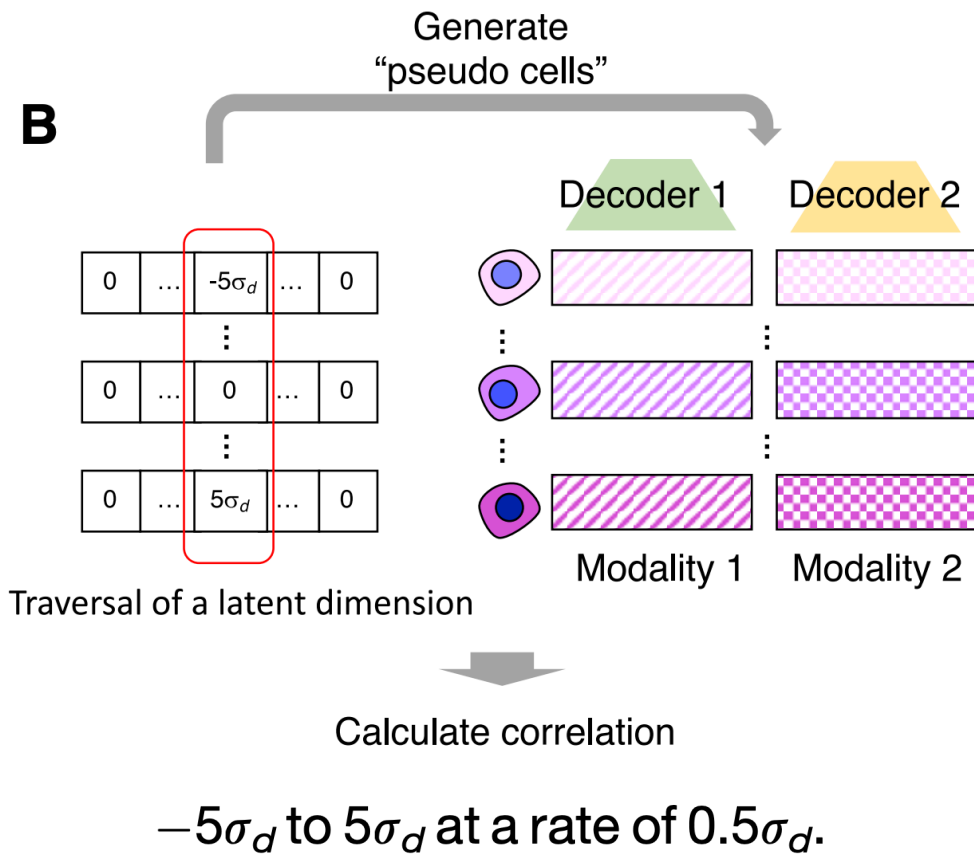 Generate
“pseudo cells”
B
Decoder 1 Decoder 2
0 … -5σd … 0
⋮ ⋮ ⋮
0 … 0 … 0
⋮ ⋮ ⋮
0 … 5σd … 0
Modality 1 Modality 2
Traversal of a latent dimension
Calculate correlation
−5σd to 5σd at a rate of 0.5σd.